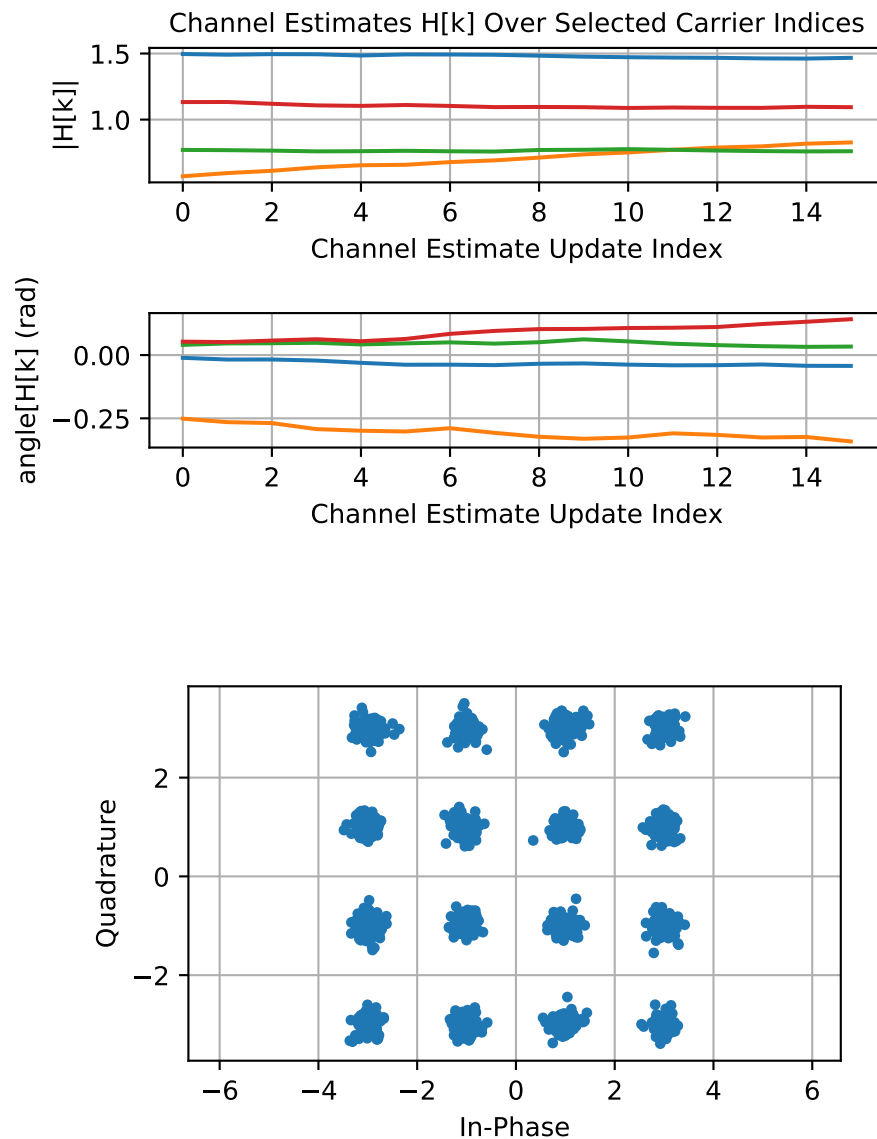 Channel Estimates H[k] Over Selected Carrier Indices
1.5
1.0
|H[k]|
0 2 4 6 8 10 12 14
Channel Estimate Update Index
0.00
−0.25
angle[H[k] (rad)
0 2 4 6 8 10 12 14
Channel Estimate Update Index
2
0
−2
Quadrature
−6 −4 −2 0 2 4 6
In-Phase